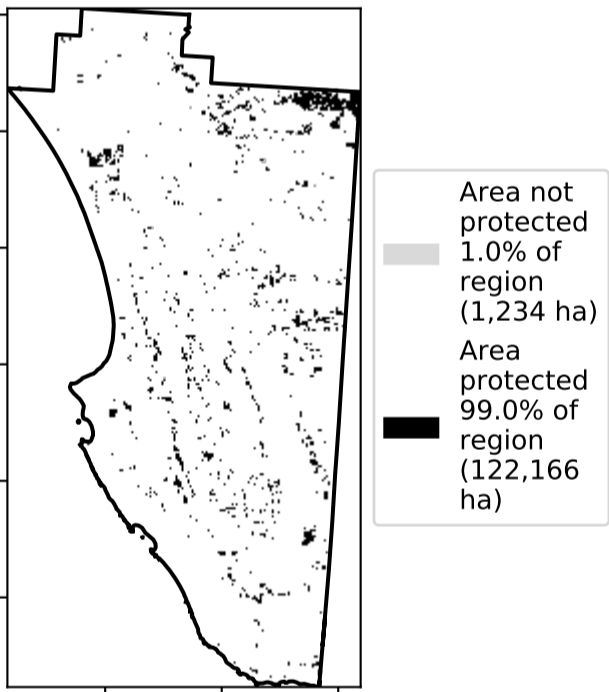 Area not
protected
1.0% of
region
(1,234 ha)
Area
protected
99.0% of
region
(122,166
ha)